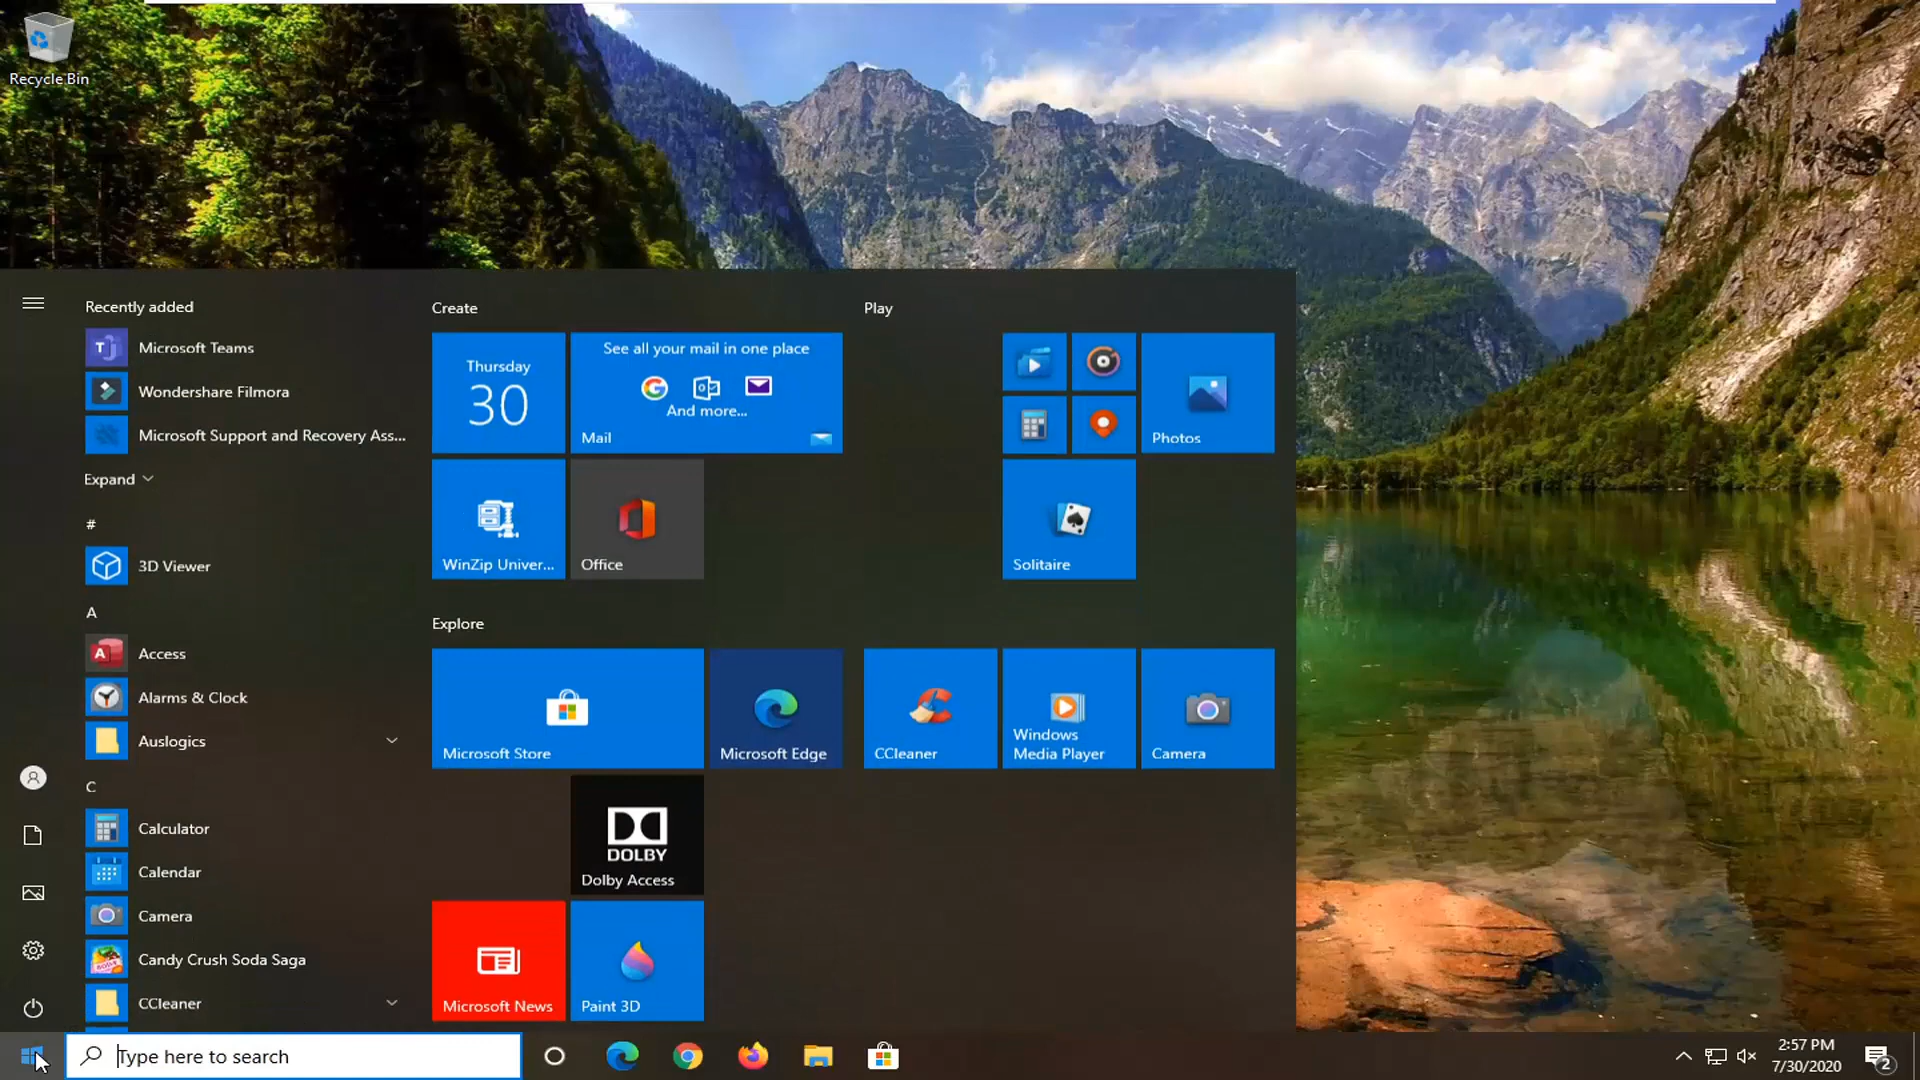 Recycle Bin
Recently added
Microsoft Teams
Wondershare Filmora
Microsoft Support and Recovery Ass...
Expand
#
3D Viewer
A
Access
Alarms & Clock
Auslogics
C
Calculator
Calendar
Camera
Candy Crush Soda Saga
CCleaner
Create
Thursday
30
See all your mail in one place
And more...
Mail
WinZip Univer...
Office
Explore
Microsoft Store
Microsoft Edge
DOLBY
Dolby Access
Microsoft News
Paint 3D
Play
Photos
Solitaire
CCleaner
Windows
Media Player
Camera
Type here to search
2:57 PM
7/30/2020
2